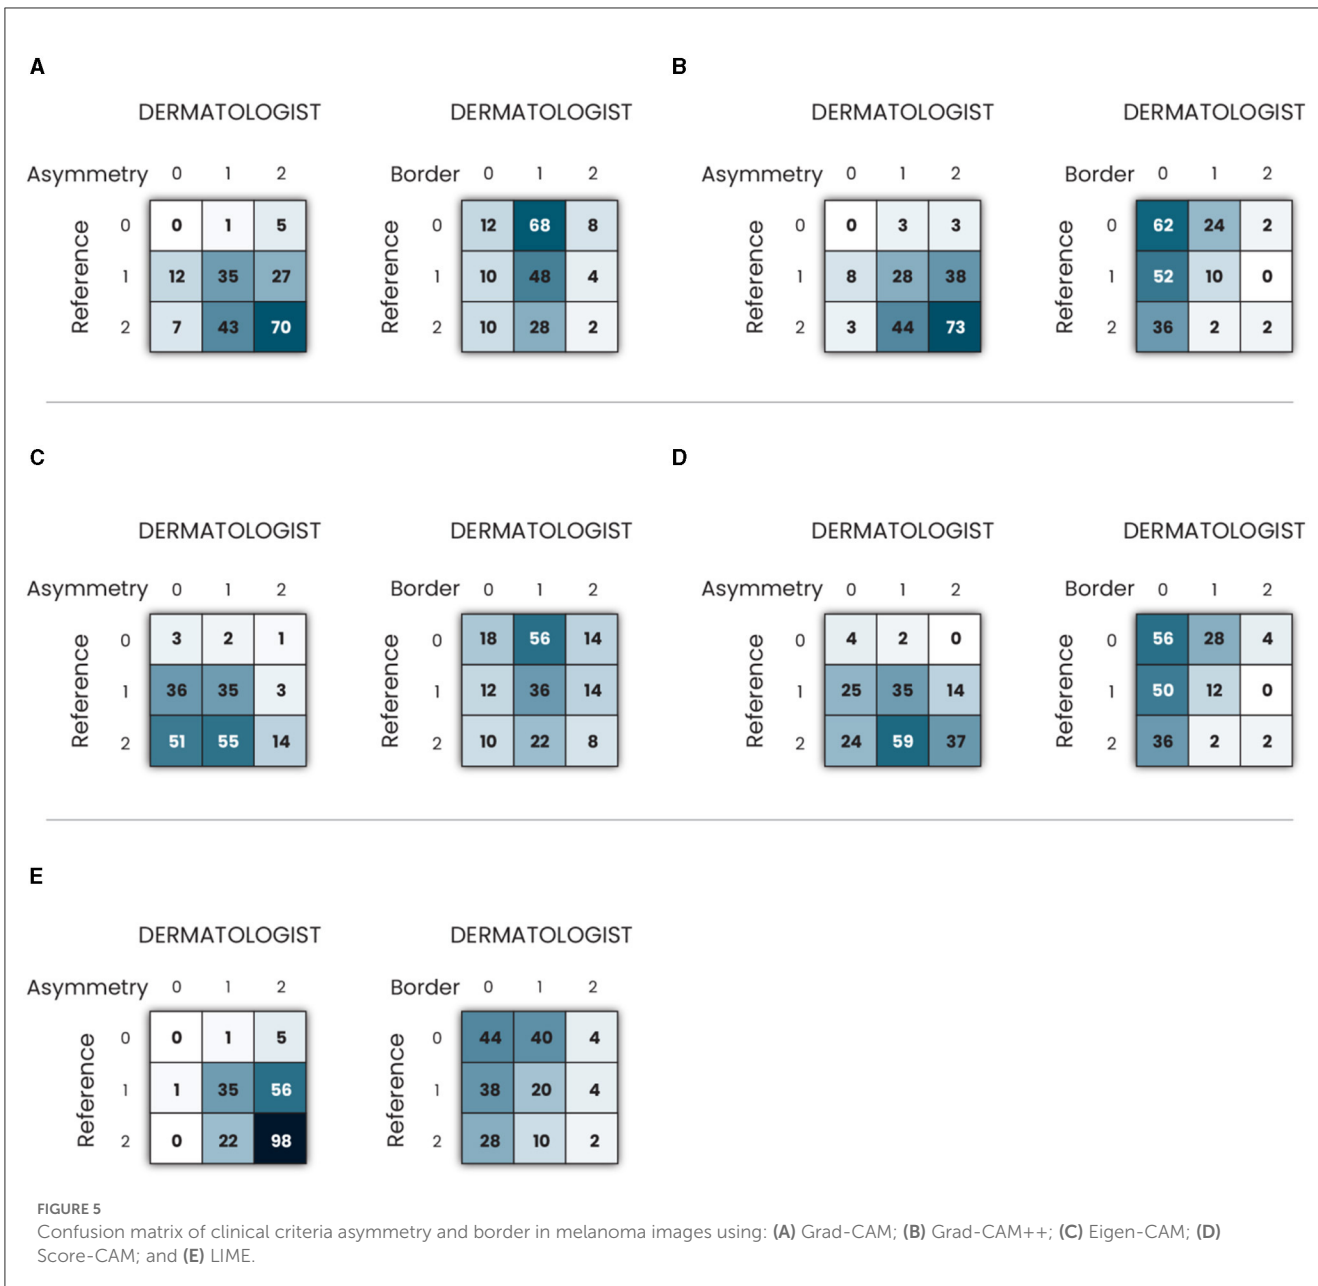 A
B
DERMATOLOGIST DERMATOLOGIST DERMATOLOGIST DERMATOLOGIST
Asymmetry 0 1 2 Border 0 1 2 Asymmetry 0 1 2 Border 0 1 2
Reference Reference Reference Reference
0 0 1 5 0 12 68 8 0 0 3 3 0 62 24 2
1 12 35 27 1 10 48 4 1 8 28 38 1 52 10 0
2 7 43 70 2 10 28 2 2 3 44 73 2 36 2 2
C
D
DERMATOLOGIST DERMATOLOGIST DERMATOLOGIST DERMATOLOGIST
Asymmetry 0 1 2 Border 0 1 2 Asymmetry 0 1 2 Border 0 1 2
Reference Reference Reference Reference
0 3 2 1 0 18 56 14 0 4 2 0 0 56 28 4
1 36 35 3 1 12 36 14 1 25 35 14 1 50 12 0
2 51 55 14 2 10 22 8 2 24 59 37 2 36 2 2
E
DERMATOLOGIST DERMATOLOGIST
Asymmetry 0 1 2 Border 0 1 2
Reference Reference
0 0 1 5 0 44 40 4
1 1 35 56 1 38 20 4
2 0 22 98 2 28 10 2
FIGURE 5
Confusion matrix of clinical criteria asymmetry and border in melanoma images using: (A) Grad-CAM; (B) Grad-CAM++; (C) Eigen-CAM; (D)
Score-CAM; and (E) LIME.